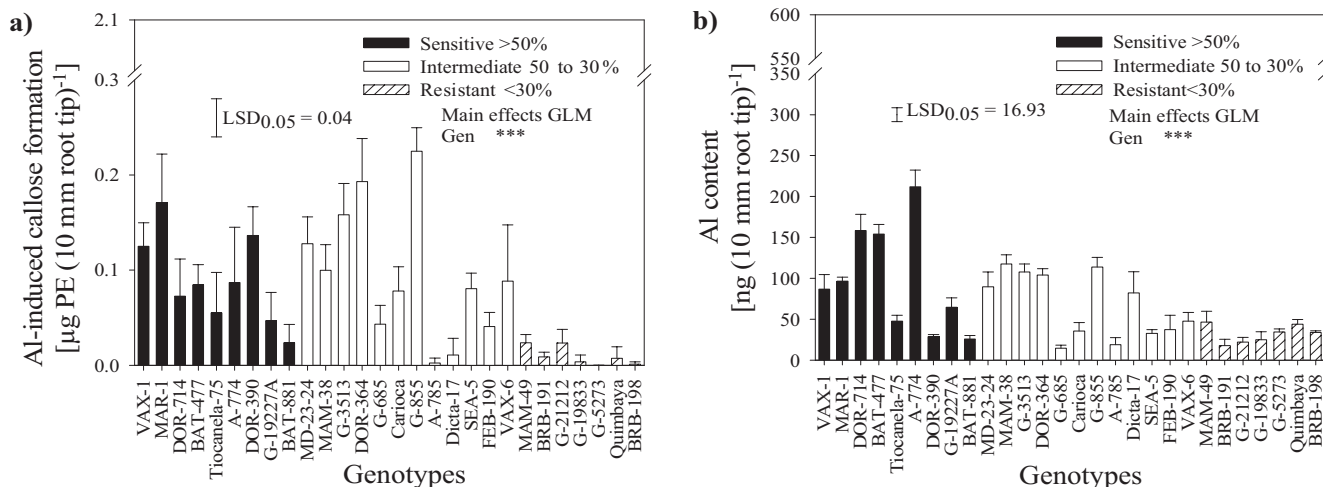 a)
Al-induced callose formation
[µg PE (10 mm root tip)-1
2.1
0.3
0.2
0.1
0.0
Sensitive >50%
Intermediate 50 to 30%
Resistant <30%
LSD0.05 = 0.04
Main effects GLM
Gen ***
VAX-1
MAR-1
DOR-714
BAT-477
Tiocanela-75
A-774
DOR-390
G-19227A
BAT-881
MD-23-24
MAM-38
G-3513
DOR-364
G-685
Carioca
G-855
A-785
Dicta-17
SEA-5
FEB-190
VAX-6
MAM-49
BRB-191
G-21212
G-19833
G-5273
Quimbaya
BRB-198
Genotypes
b)
Al content
[ng (10 mm root tip)-1
600
550
350
300
250
200
150
100
50
0
Sensitive >50%
Intermediate 50 to 30%
Resistant<30%
LSD0.05 = 16.93
Main effects GLM
Gen ***
VAX-1
MAR-1
DOR-714
BAT-477
Tiocanela-75
A-774
DOR-390
G-19227A
BAT-881
MD-23-24
MAM-38
G-3513
DOR-364
G-685
Carioca
G-855
A-785
Dicta-17
SEA-5
FEB-190
VAX-6
MAM-49
BRB-191
G-21212
G-19833
G-5273
Quimbaya
BRB-198
Genotypes